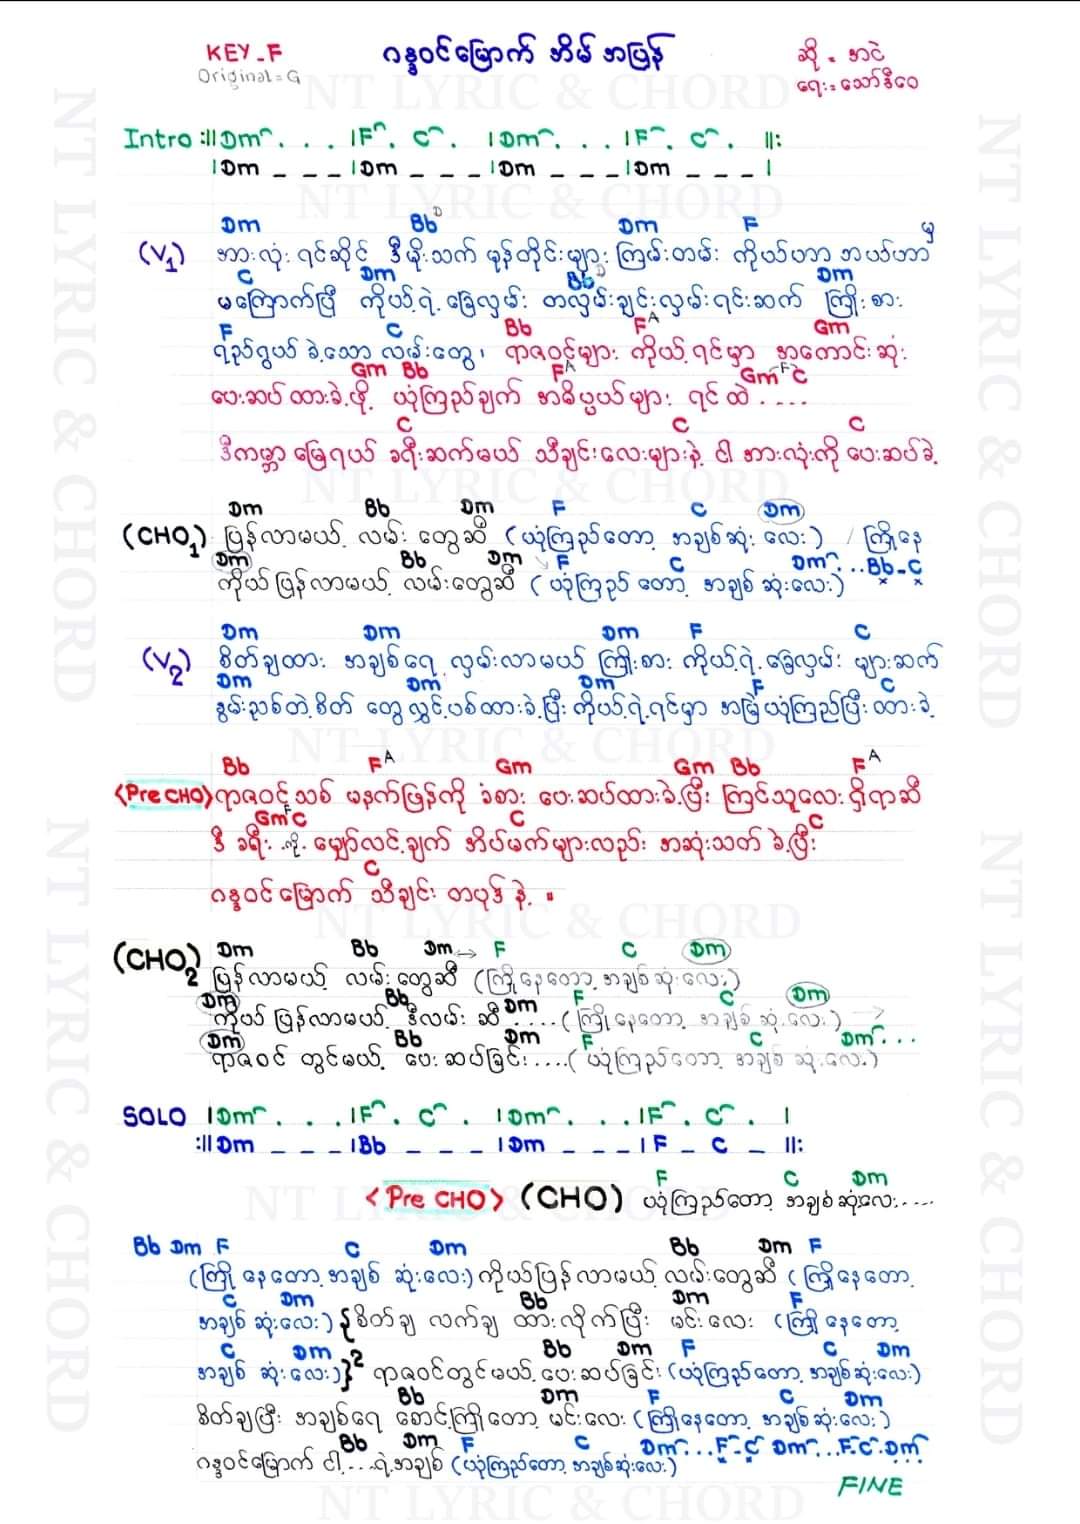 KEY-F
ဂန္ဓဝင်မြောက် အိမ်အပြန်
ဆို - အငဲ
Original = G
ရေး = သော်ဒီဝေ
Intro :|| Dm . . . | F . C . | Dm . . . | F . C . ||:
| Dm _ _ _ | Dm _ _ _ | Dm _ _ _ | Dm _ _ _ |
Dm Bb D Dm F
(V1) အားလုံး ရင်ဆိုင် ဒီမိုးသက် မုန်တိုင်းများ ကြမ်းတမ်း ကိုယ်ဟာ ဘယ်ဟာမှ
C Dm Bb D Dm
မကြောက်ပြီ ကိုယ့်ရဲ့ ခြေလှမ်း တလှမ်းချင်းလှမ်းရင်းဆက် ကြိုးစား
F C Bb F A Gm
ရည်ရွယ် ခဲ့သော လမ်းတွေ၊ ရာဇဝင်များ ကိုယ့်ရင်မှာ အကောင်းဆုံး
Gm Bb F A Gm F C
ပေးဆပ်ထားခဲ့ဖို့ ယုံကြည်ချက် အဓိပ္ပယ်များ ရင်ထဲ ....
C C C
ဒီကမ္ဘာမြေရယ် ခရီးဆက်မယ် သီချင်းလေးများနဲ့ ငါ အားလုံးကို ပေးဆပ်ခဲ့
Dm Bb Dm F C Dm
(CHO1) ပြန်လာမယ့် လမ်းတွေဆီ (ယုံကြည်တော့ အချစ်ဆုံးလေး) / ကြိုနေ
Dm Bb Dm F C Dm . . . Bb - C
ကိုယ်ပြန်လာမယ့် လမ်းတွေဆီ (ယုံကြည်တော့ အချစ်ဆုံးလေး)
Dm Dm Dm F C
(V2) စိတ်ချထား အချစ်ရေ လှမ်းလာမယ် ကြိုးစား ကိုယ့်ရဲ့ ခြေလှမ်းများဆက်
Dm Dm Dm F C
နွမ်းညစ်တဲ့စိတ်တွေလွှင့်ပစ်ထားခဲ့ပြီး ကိုယ့်ရဲ့ရင်မှာ အမြဲယုံကြည်ပြီးထားခဲ့
Bb F A Gm Gm Bb F A
<Pre CHO> ရာဇဝင့်သစ် မနက်ဖြန်ကို ခံစား ပေးဆပ်ထားခဲ့ပြီး ကြင်သူလေးရှိရာဆီ
Gm F C C C
ဒီခရီးကို မျှော်လင့်ချက် အိပ်မက်များလည်း အဆုံးသတ်ခဲ့ပြီး
C
ဂန္ဓဝင်မြောက် သီချင်း တပုဒ်နဲ့ ။
Dm Bb Dm → F C Dm
(CHO2) ပြန်လာမယ့် လမ်းတွေဆီ (ကြိုနေတော့ အချစ်ဆုံးလေး)
Dm Bb Dm F C Dm
ကိုယ်ပြန်လာမယ့် ဒီလမ်းဆီ ....(ကြိုနေတော့ အချစ်ဆုံးလေး)
Dm Bb Dm F C Dm . . .
ရာဇဝင်တွင်မယ့် ပေးဆပ်ခြင်း....(ယုံကြည်တော့ အချစ်ဆုံးလေး)
SOLO | Dm . . . | F . C . | Dm . . . | F . C . |
:|| Dm _ _ _ | Bb _ _ _ | Dm _ _ _ | F _ C _ ||:
F C Dm
<Pre CHO> (CHO) ယုံကြည်တော့ အချစ်ဆုံးလေး....
Bb Dm F C Dm Bb Dm F
(ကြိုနေတော့ အချစ်ဆုံးလေး) ကိုယ်ပြန်လာမယ့် လမ်းတွေဆီ (ကြိုနေတော့
C Dm Bb Dm F
အချစ်ဆုံးလေး) { စိတ်ချ လက်ချ ထားလိုက်ပြီး မင်းလေး (ကြိုနေတော့
C Dm Bb Dm F C Dm
အချစ်ဆုံးလေး) }2 ရာဇဝင်တွင်မယ့် ပေးဆပ်ခြင်း (ယုံကြည်တော့ အချစ်ဆုံးလေး)
Bb Dm F C Dm
စိတ်ချပြီး အချစ်ရေ စောင့်ကြိုတော့ မင်းလေး (ကြိုနေတော့ အချစ်ဆုံးလေး)
Bb Dm F C Dm . . . F - C Dm . . . F - C - Dm
ဂန္ဓဝင်မြောက် ငါ့....ရဲ့အချစ် (ယုံကြည်တော့ အချစ်ဆုံးလေး)
FINE
NT LYRIC & CHORD